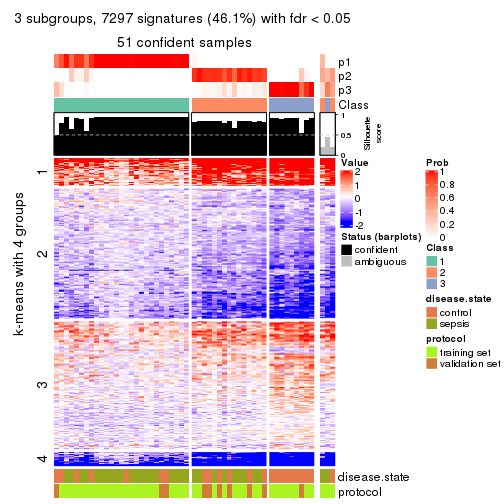 3 subgroups, 7297 signatures (46.1%) with fdr < 0.05
51 confident samples
p1
p2
p3
Class
1
0.5
0
Silhouette
score
k-means with 4 groups
1
2
3
4
disease.state
protocol
Value
2
1
0
-1
-2
Status (barplots)
confident
ambiguous
Prob
1
0.8
0.6
0.4
0.2
0
Class
1
2
3
disease.state
control
sepsis
protocol
training set
validation set